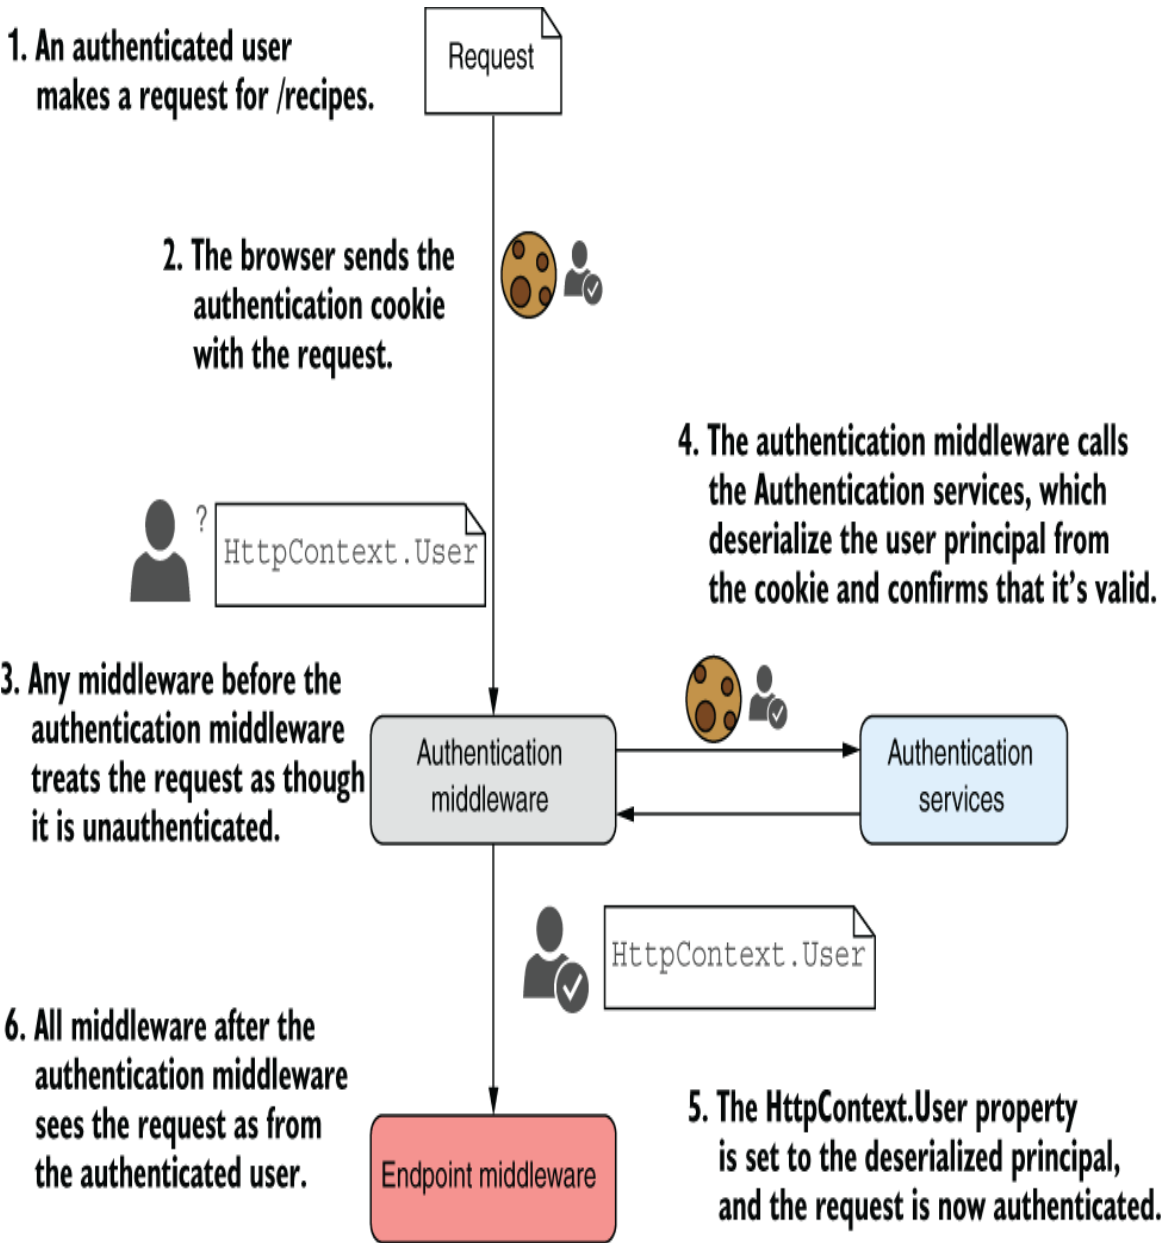 1. An authenticated user
makes a request for /recipes.
Request
2. The browser sends the
authentication cookie
with the request.
?
HttpContext.User
3. Any middleware before the
authentication middleware
treats the request as though
it is unauthenticated.
4. The authentication middleware calls
the Authentication services, which
deserialize the user principal from
the cookie and confirms that it's valid.
Authentication
middleware
Authentication
services
HttpContext.User
5. The HttpContext.User property
is set to the deserialized principal,
and the request is now authenticated.
6. All middleware after the
authentication middleware
sees the request as from
the authenticated user.
Endpoint middleware